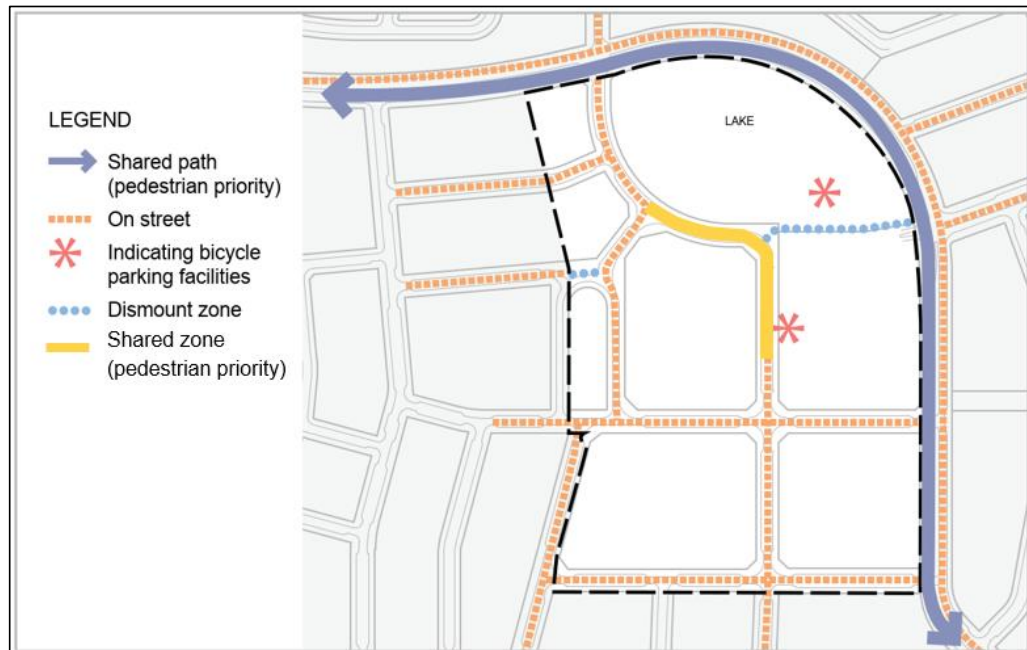 LEGEND
Shared path
(pedestrian priority)
On street
Indicating bicycle
parking facilities
Dismount zone
Shared zone
(pedestrian priority)
LAKE